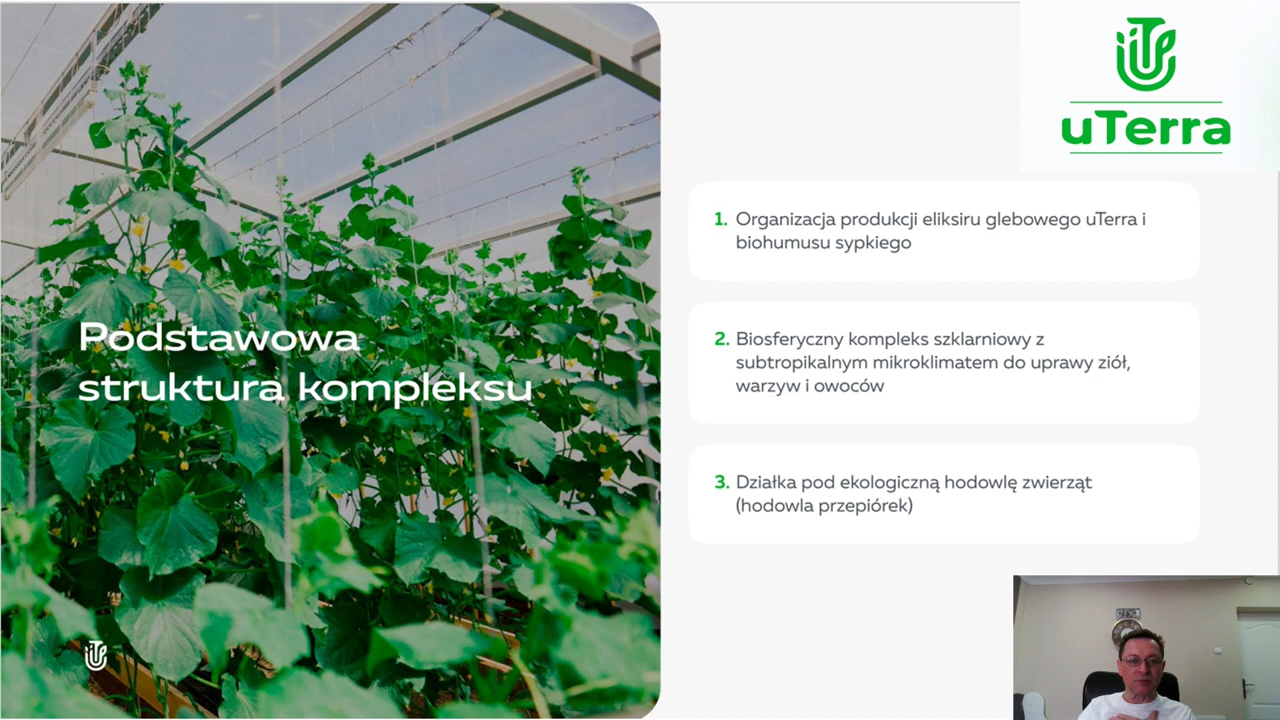 uTerra
Podstawowa
struktura kompleksu
1. Organizacja produkcji eliksiru glebowego uTerra i
biohumusu sypkiego
2. Biosferyczny kompleks szklarniowy z
subtropikalnym mikroklimatem do uprawy ziół,
warzyw i owoców
3. Działka pod ekologiczną hodowlę zwierząt
(hodowla przepiórek)